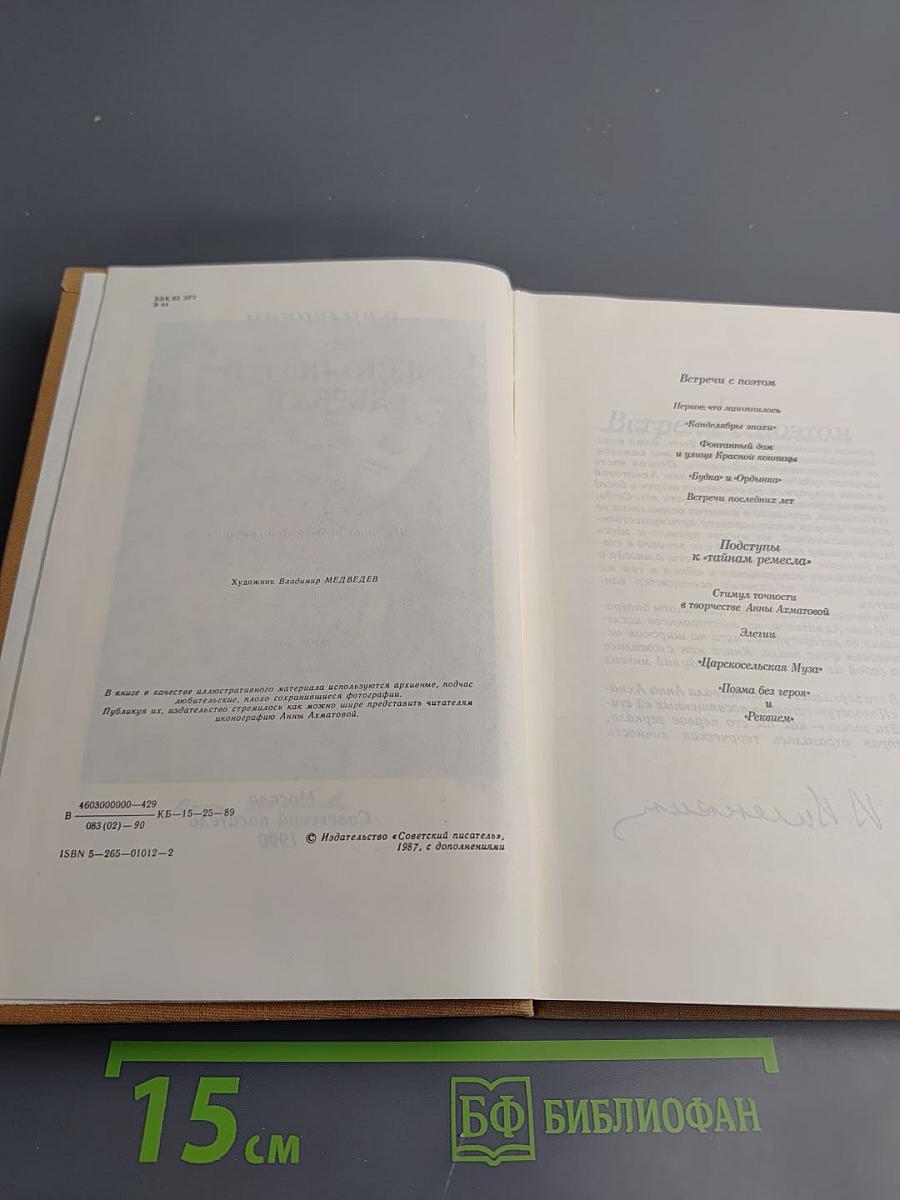 ББК 83 3Р7
В 44
Художник Владимир МЕДВЕДЕВ
В книге в качестве иллюстративного материала используются архивные, подчас
любительские, плохо сохранившиеся фотографии.
Публикуя их, издательство стремилось как можно шире представить читателям
иконографию Анны Ахматовой.
В 4603000000—429
083(02)—90
КБ—15—25—89
ISBN 5—265—01012—2
© Издательство «Советский писатель»,
1987, с дополнениями
Встречи с поэтом
Первое, что запомнилось
«Канделябры эпохи»
Фонтанный дом
и улица Красной конницы
«Будка» и «Ордынка»
Встречи последних лет
Подступы
к «тайнам ремесла»
Стимул точности
в творчестве Анны Ахматовой
Элегии
«Царскосельская Муза»
«Поэма без героя»
и
«Реквием»
15 см
БФ БИБЛИОФАН